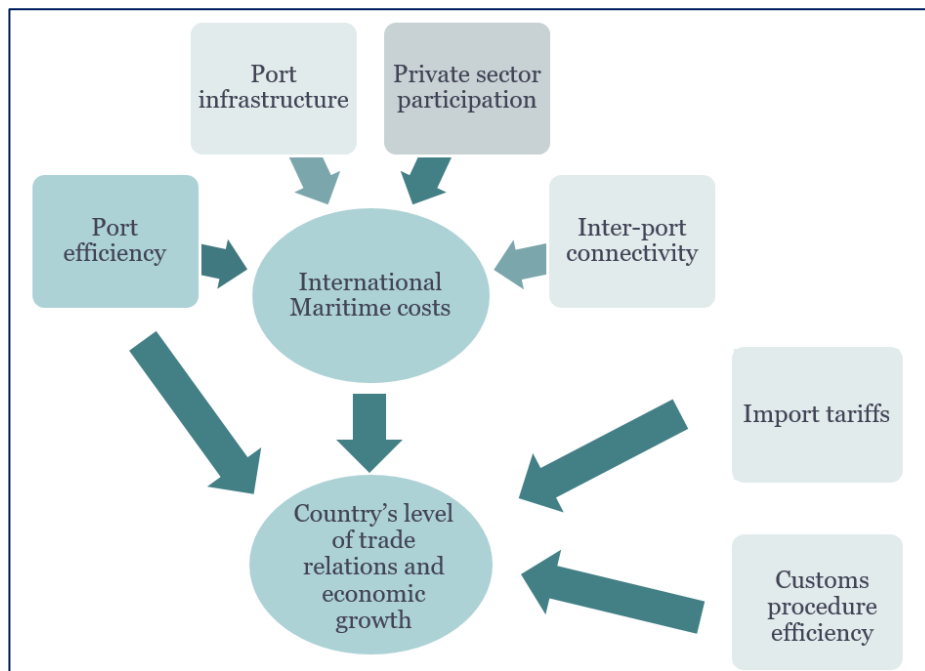 Port
infrastructure
Private sector
participation
Port
efficiency
Inter-port
connectivity
International
Maritime costs
Import tariffs
Country’s level
of trade
relations and
economic
growth
Customs
procedure
efficiency